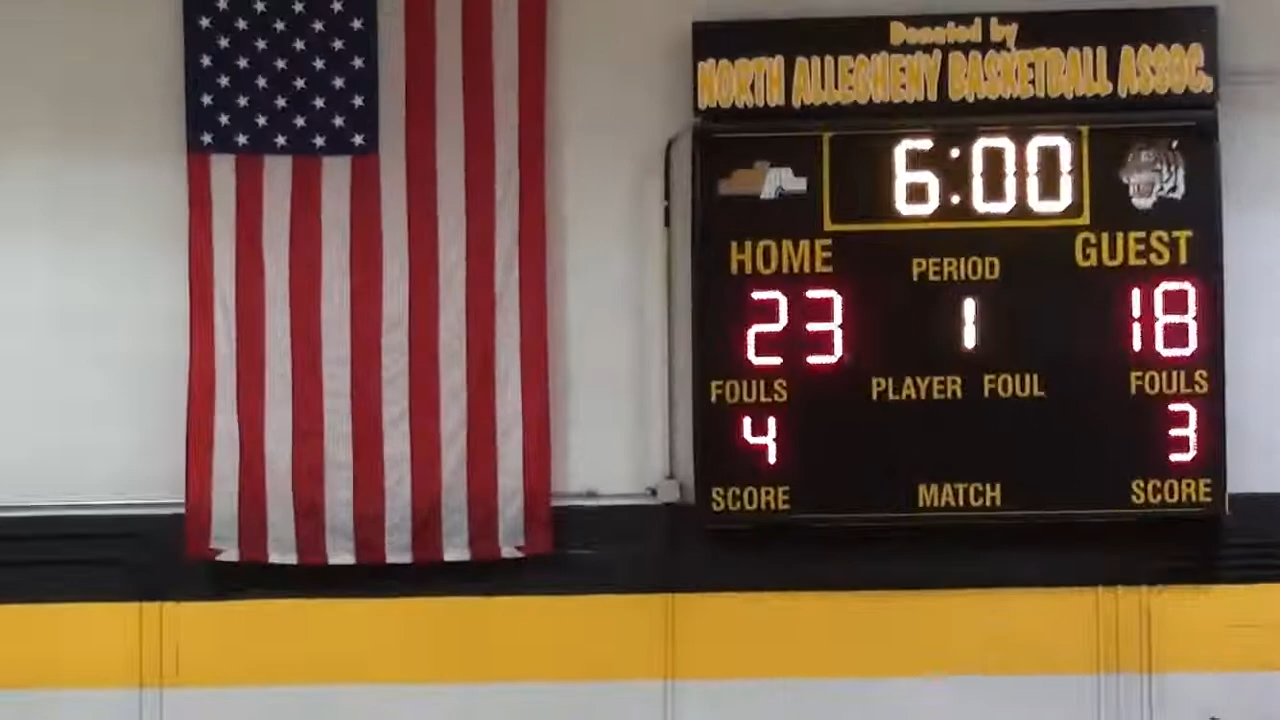 Donated by
NORTH ALLEGHENY BASKETBALL ASSOC.
6:00
HOME PERIOD GUEST
23 1 18
FOULS PLAYER FOUL FOULS
4 3
SCORE MATCH SCORE